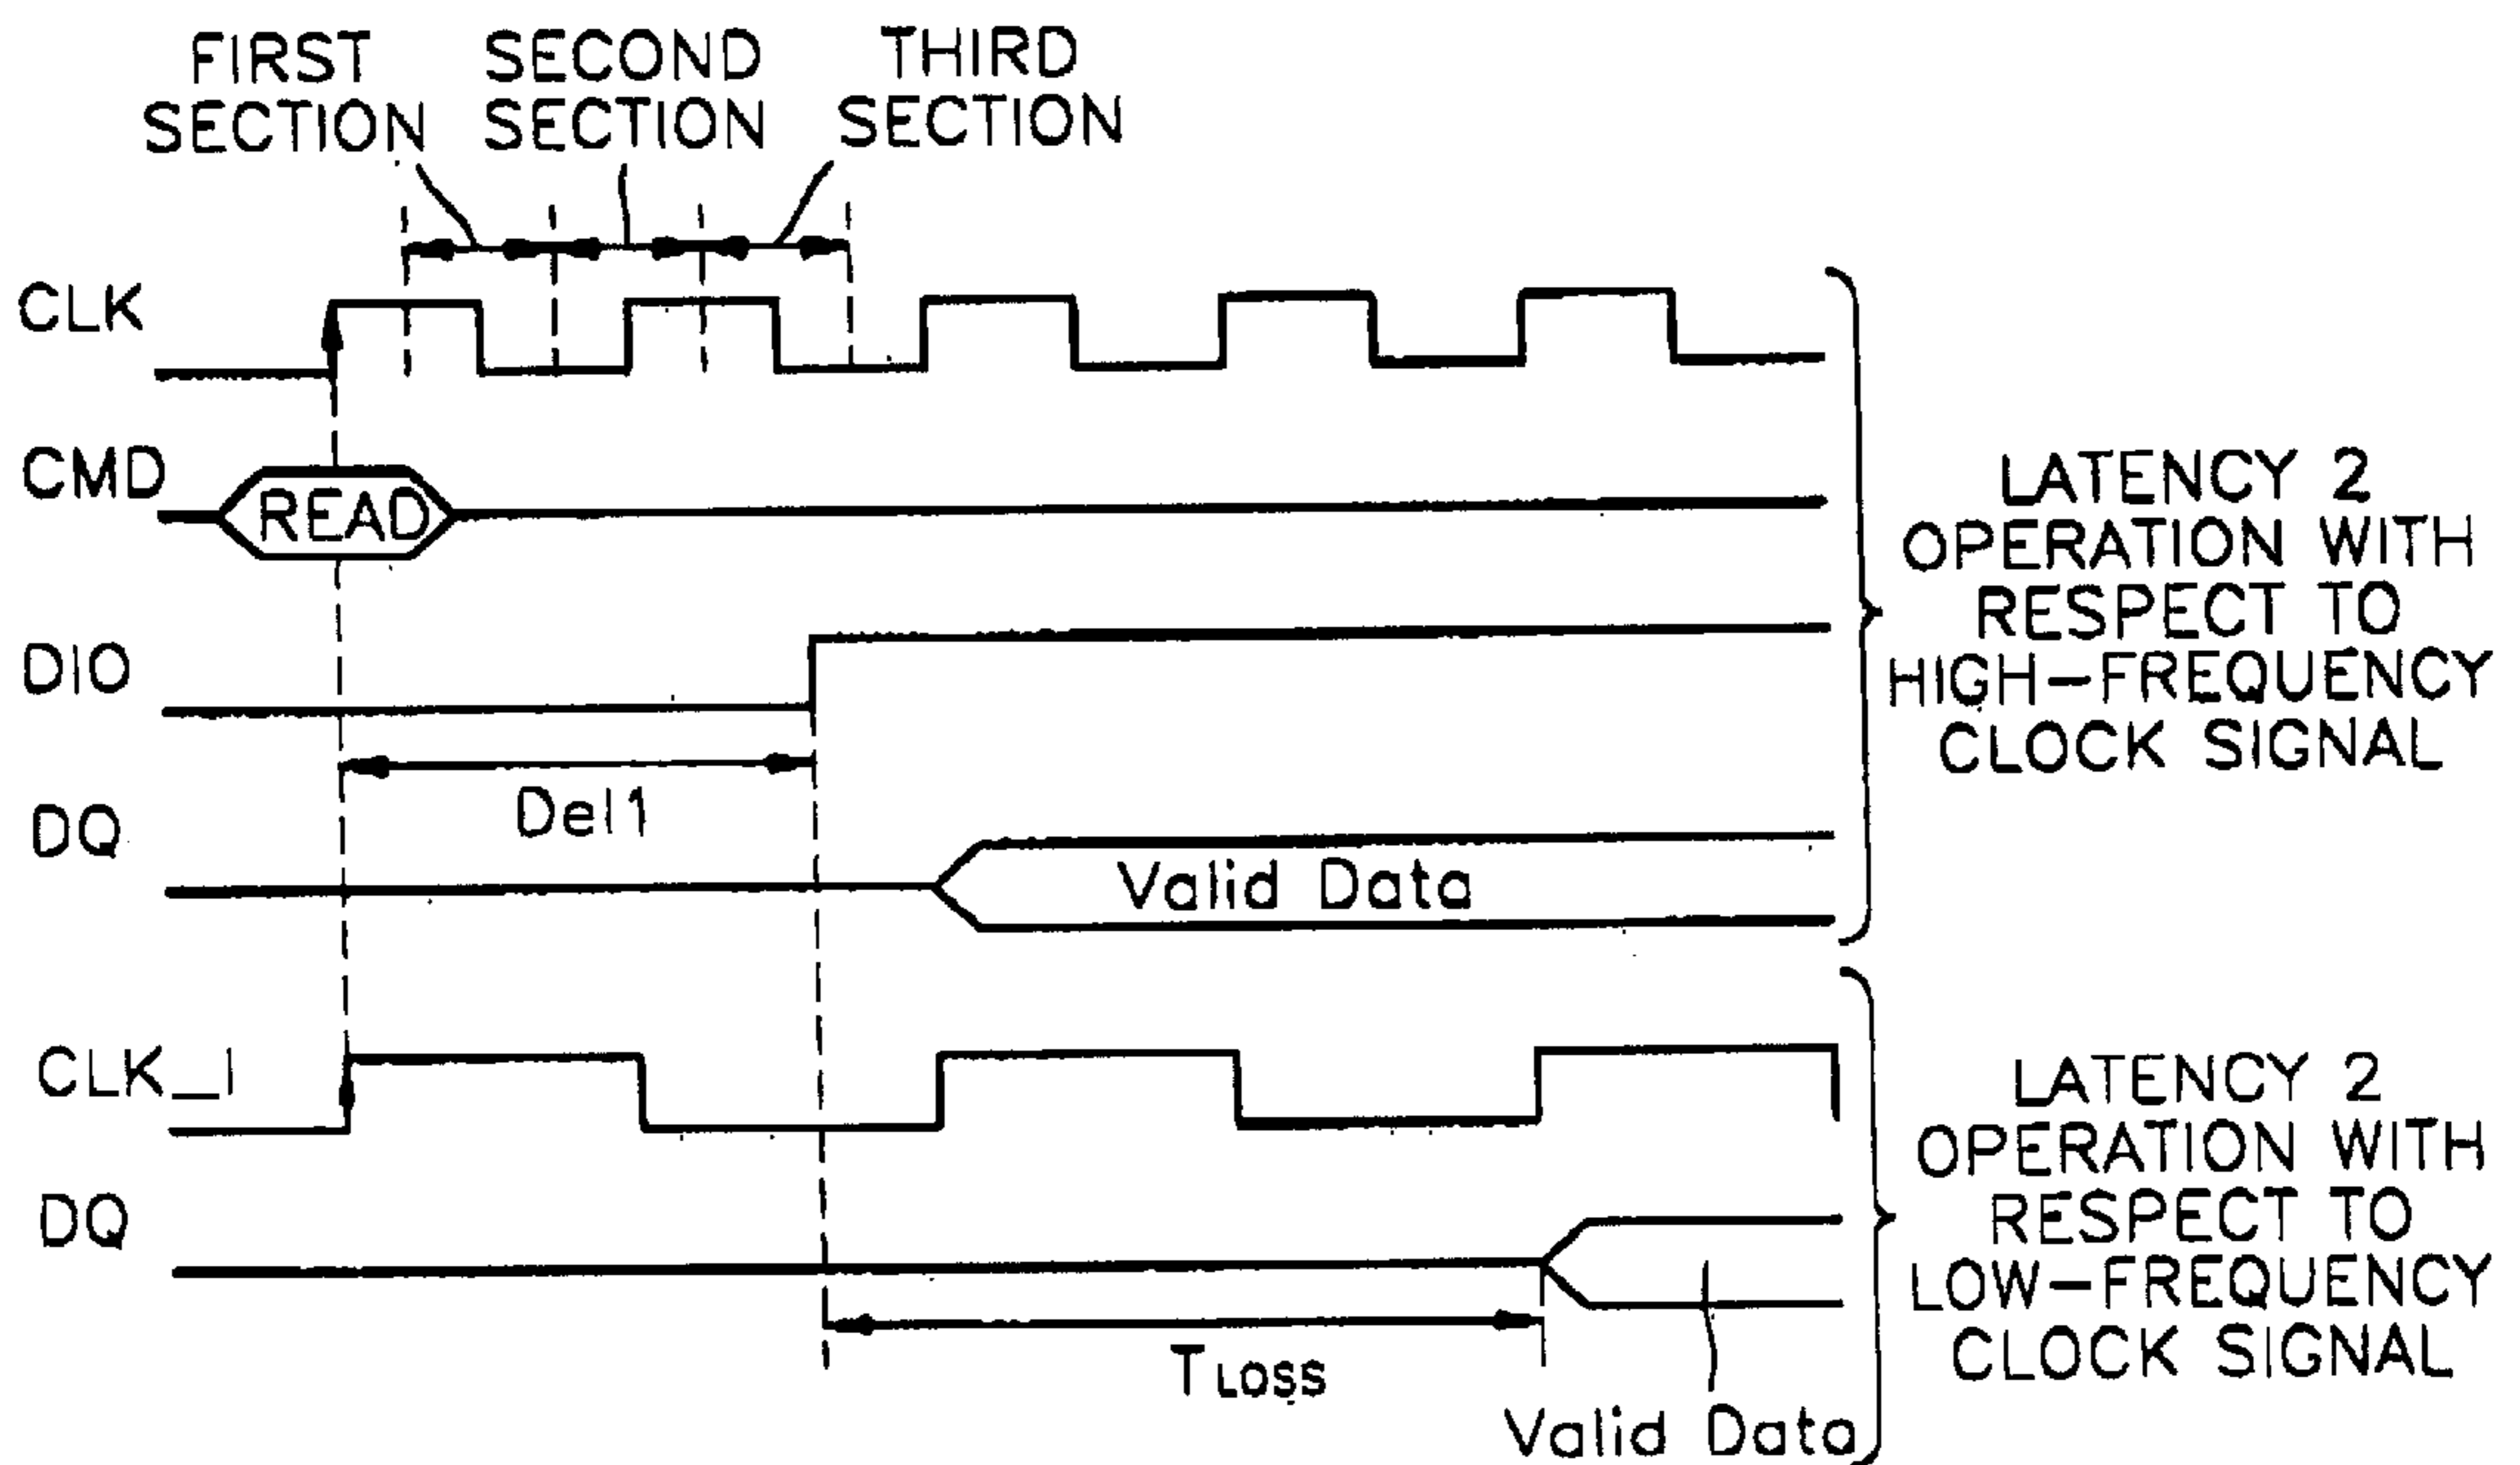 FIRST
SECTION
SECOND
SECTION
THIRD
SECTION
CLK
CMD
READ
DIO
Del1
DQ
Valid Data
LATENCY 2
OPERATION WITH
RESPECT TO
HIGH-FREQUENCY
CLOCK SIGNAL
CLK_1
DQ
TLOSS
Valid Data
LATENCY 2
OPERATION WITH
RESPECT TO
LOW-FREQUENCY
CLOCK SIGNAL